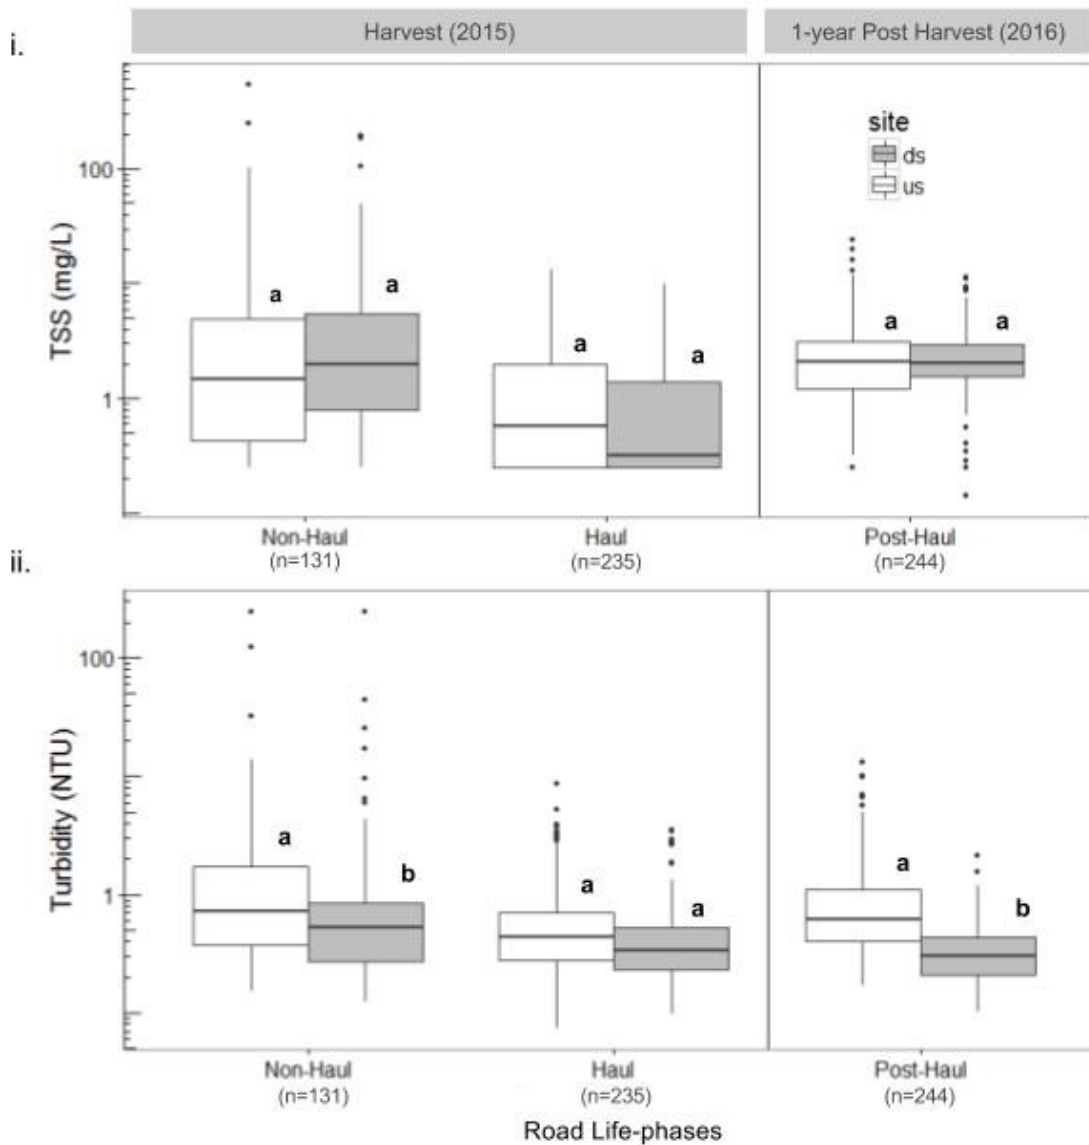 Harvest (2015) 1-year Post Harvest (2016)
i.
site
ds
us
100
1
TSS (mg/L)
a a a a a a
Non-Haul Haul Post-Haul
(n=131) (n=235) (n=244)
ii.
100
1
Turbidity (NTU)
a b a a a b
Non-Haul Haul Post-Haul
(n=131) (n=235) (n=244)
Road Life-phases